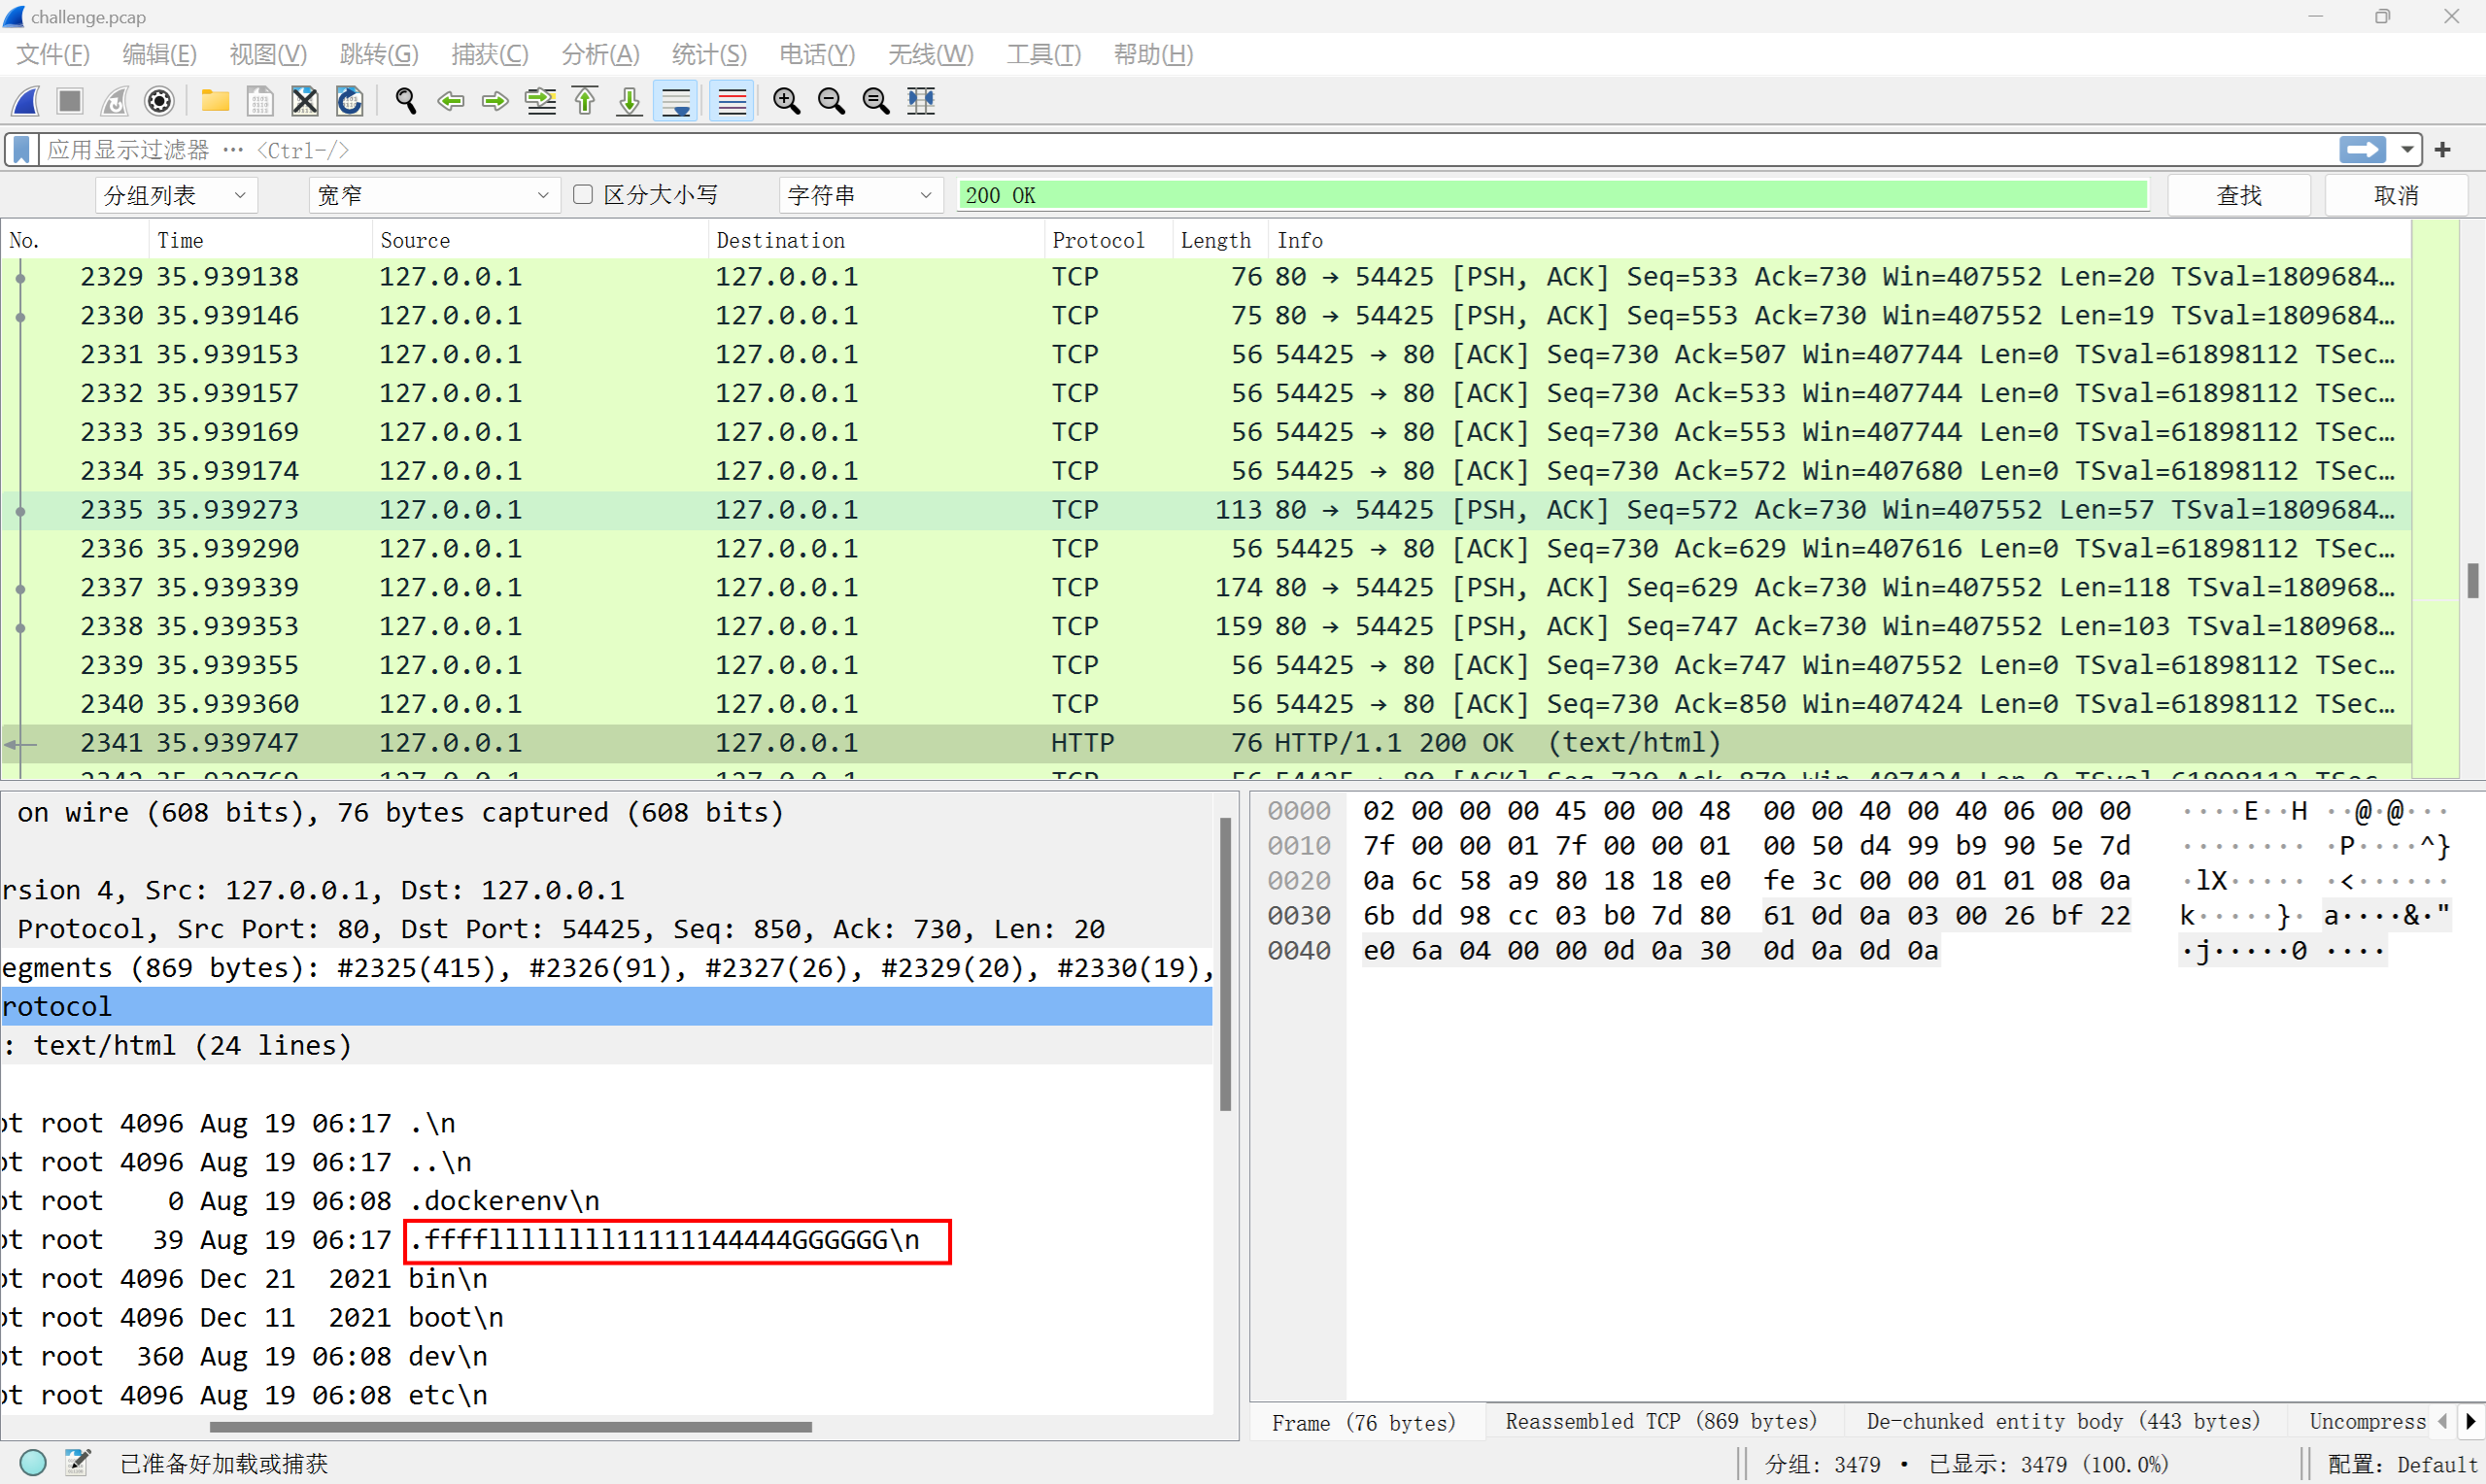 challenge.pcap
文件(F) 编辑(E) 视图(V) 跳转(G) 捕获(C) 分析(A) 统计(S) 电话(Y) 无线(W) 工具(T) 帮助(H)
应用显示过滤器 … <Ctrl-/>
分组列表 宽窄 区分大小写 字符串 200 OK 查找 取消
No. Time Source Destination Protocol Length Info
2329 35.939138 127.0.0.1 127.0.0.1 TCP 76 80 → 54425 [PSH, ACK] Seq=533 Ack=730 Win=407552 Len=20 TSval=1809684…
2330 35.939146 127.0.0.1 127.0.0.1 TCP 75 80 → 54425 [PSH, ACK] Seq=553 Ack=730 Win=407552 Len=19 TSval=1809684…
2331 35.939153 127.0.0.1 127.0.0.1 TCP 56 54425 → 80 [ACK] Seq=730 Ack=507 Win=407744 Len=0 TSval=61898112 TSec…
2332 35.939157 127.0.0.1 127.0.0.1 TCP 56 54425 → 80 [ACK] Seq=730 Ack=533 Win=407744 Len=0 TSval=61898112 TSec…
2333 35.939169 127.0.0.1 127.0.0.1 TCP 56 54425 → 80 [ACK] Seq=730 Ack=553 Win=407744 Len=0 TSval=61898112 TSec…
2334 35.939174 127.0.0.1 127.0.0.1 TCP 56 54425 → 80 [ACK] Seq=730 Ack=572 Win=407680 Len=0 TSval=61898112 TSec…
2335 35.939273 127.0.0.1 127.0.0.1 TCP 113 80 → 54425 [PSH, ACK] Seq=572 Ack=730 Win=407552 Len=57 TSval=1809684…
2336 35.939290 127.0.0.1 127.0.0.1 TCP 56 54425 → 80 [ACK] Seq=730 Ack=629 Win=407616 Len=0 TSval=61898112 TSec…
2337 35.939339 127.0.0.1 127.0.0.1 TCP 174 80 → 54425 [PSH, ACK] Seq=629 Ack=730 Win=407552 Len=118 TSval=180968…
2338 35.939353 127.0.0.1 127.0.0.1 TCP 159 80 → 54425 [PSH, ACK] Seq=747 Ack=730 Win=407552 Len=103 TSval=180968…
2339 35.939355 127.0.0.1 127.0.0.1 TCP 56 54425 → 80 [ACK] Seq=730 Ack=747 Win=407552 Len=0 TSval=61898112 TSec…
2340 35.939360 127.0.0.1 127.0.0.1 TCP 56 54425 → 80 [ACK] Seq=730 Ack=850 Win=407424 Len=0 TSval=61898112 TSec…
2341 35.939747 127.0.0.1 127.0.0.1 HTTP 76 HTTP/1.1 200 OK  (text/html)
2342 35.939769 127.0.0.1 127.0.0.1 TCP 56 54425 → 80 [ACK] Seq=730 Ack=870 Win=407424 Len=0 TSval=61898112 TSec…
on wire (608 bits), 76 bytes captured (608 bits)
rsion 4, Src: 127.0.0.1, Dst: 127.0.0.1
Protocol, Src Port: 80, Dst Port: 54425, Seq: 850, Ack: 730, Len: 20
egments (869 bytes): #2325(415), #2326(91), #2327(26), #2329(20), #2330(19),
rotocol
: text/html (24 lines)
ot root 4096 Aug 19 06:17 .\n
ot root 4096 Aug 19 06:17 ..\n
ot root    0 Aug 19 06:08 .dockerenv\n
ot root   39 Aug 19 06:17 .ffffllllllll11111144444GGGGGG\n
ot root 4096 Dec 21  2021 bin\n
ot root 4096 Dec 11  2021 boot\n
ot root  360 Aug 19 06:08 dev\n
ot root 4096 Aug 19 06:08 etc\n
0000 02 00 00 00 45 00 00 48 00 00 40 00 40 06 00 00 ····E··H ··@·@···
0010 7f 00 00 01 7f 00 00 01 00 50 d4 99 b9 90 5e 7d ········ ·P····^}
0020 0a 6c 58 a9 80 18 18 e0 fe 3c 00 00 01 01 08 0a ·lX····· ·<······
0030 6b dd 98 cc 03 b0 7d 80 61 0d 0a 03 00 26 bf 22 k·····}· a····&·"
0040 e0 6a 04 00 00 0d 0a 30 0d 0a 0d 0a ·j·····0 ····
Frame (76 bytes) Reassembled TCP (869 bytes) De-chunked entity body (443 bytes) Uncompress
已准备好加载或捕获 分组: 3479 · 已显示: 3479 (100.0%) 配置: Default